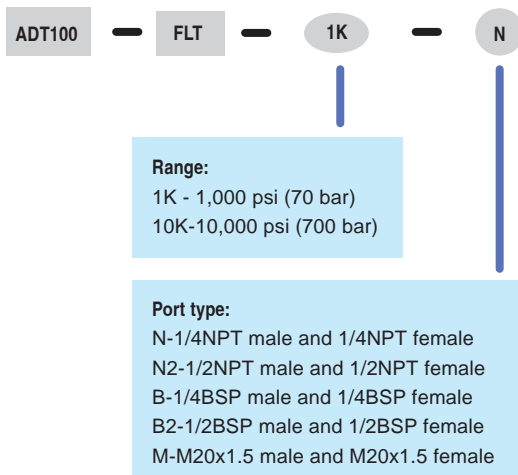 ADT100 — FLT — 1K — N
Range:
1K - 1,000 psi (70 bar)
10K-10,000 psi (700 bar)
Port type:
N-1/4NPT male and 1/4NPT female
N2-1/2NPT male and 1/2NPT female
B-1/4BSP male and 1/4BSP female
B2-1/2BSP male and 1/2BSP female
M-M20x1.5 male and M20x1.5 female